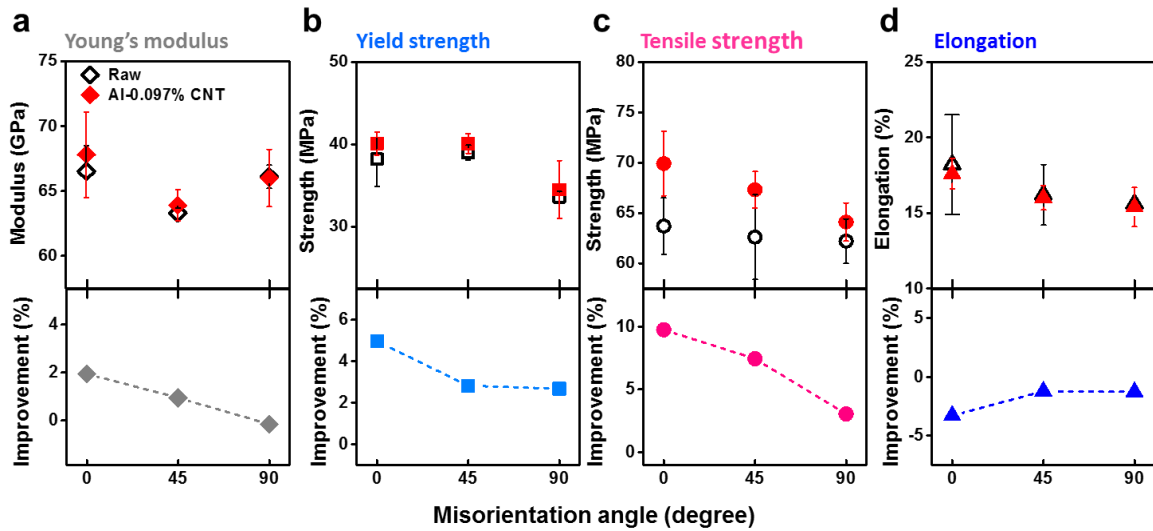 a
Young's modulus
75
70
65
60
Modulus (GPa)
Raw
Al-0.097% CNT
4
2
0
Improvement (%)
0
45
90
b
Yield strength
50
40
30
Strength (MPa)
6
4
2
0
Improvement (%)
0
45
90
c
Tensile strength
80
75
70
65
60
Strength (MPa)
10
5
0
Improvement (%)
0
45
90
d
Elongation
25
20
15
10
Elongation (%)
5
0
-5
Improvement (%)
0
45
90
Misorientation angle (degree)